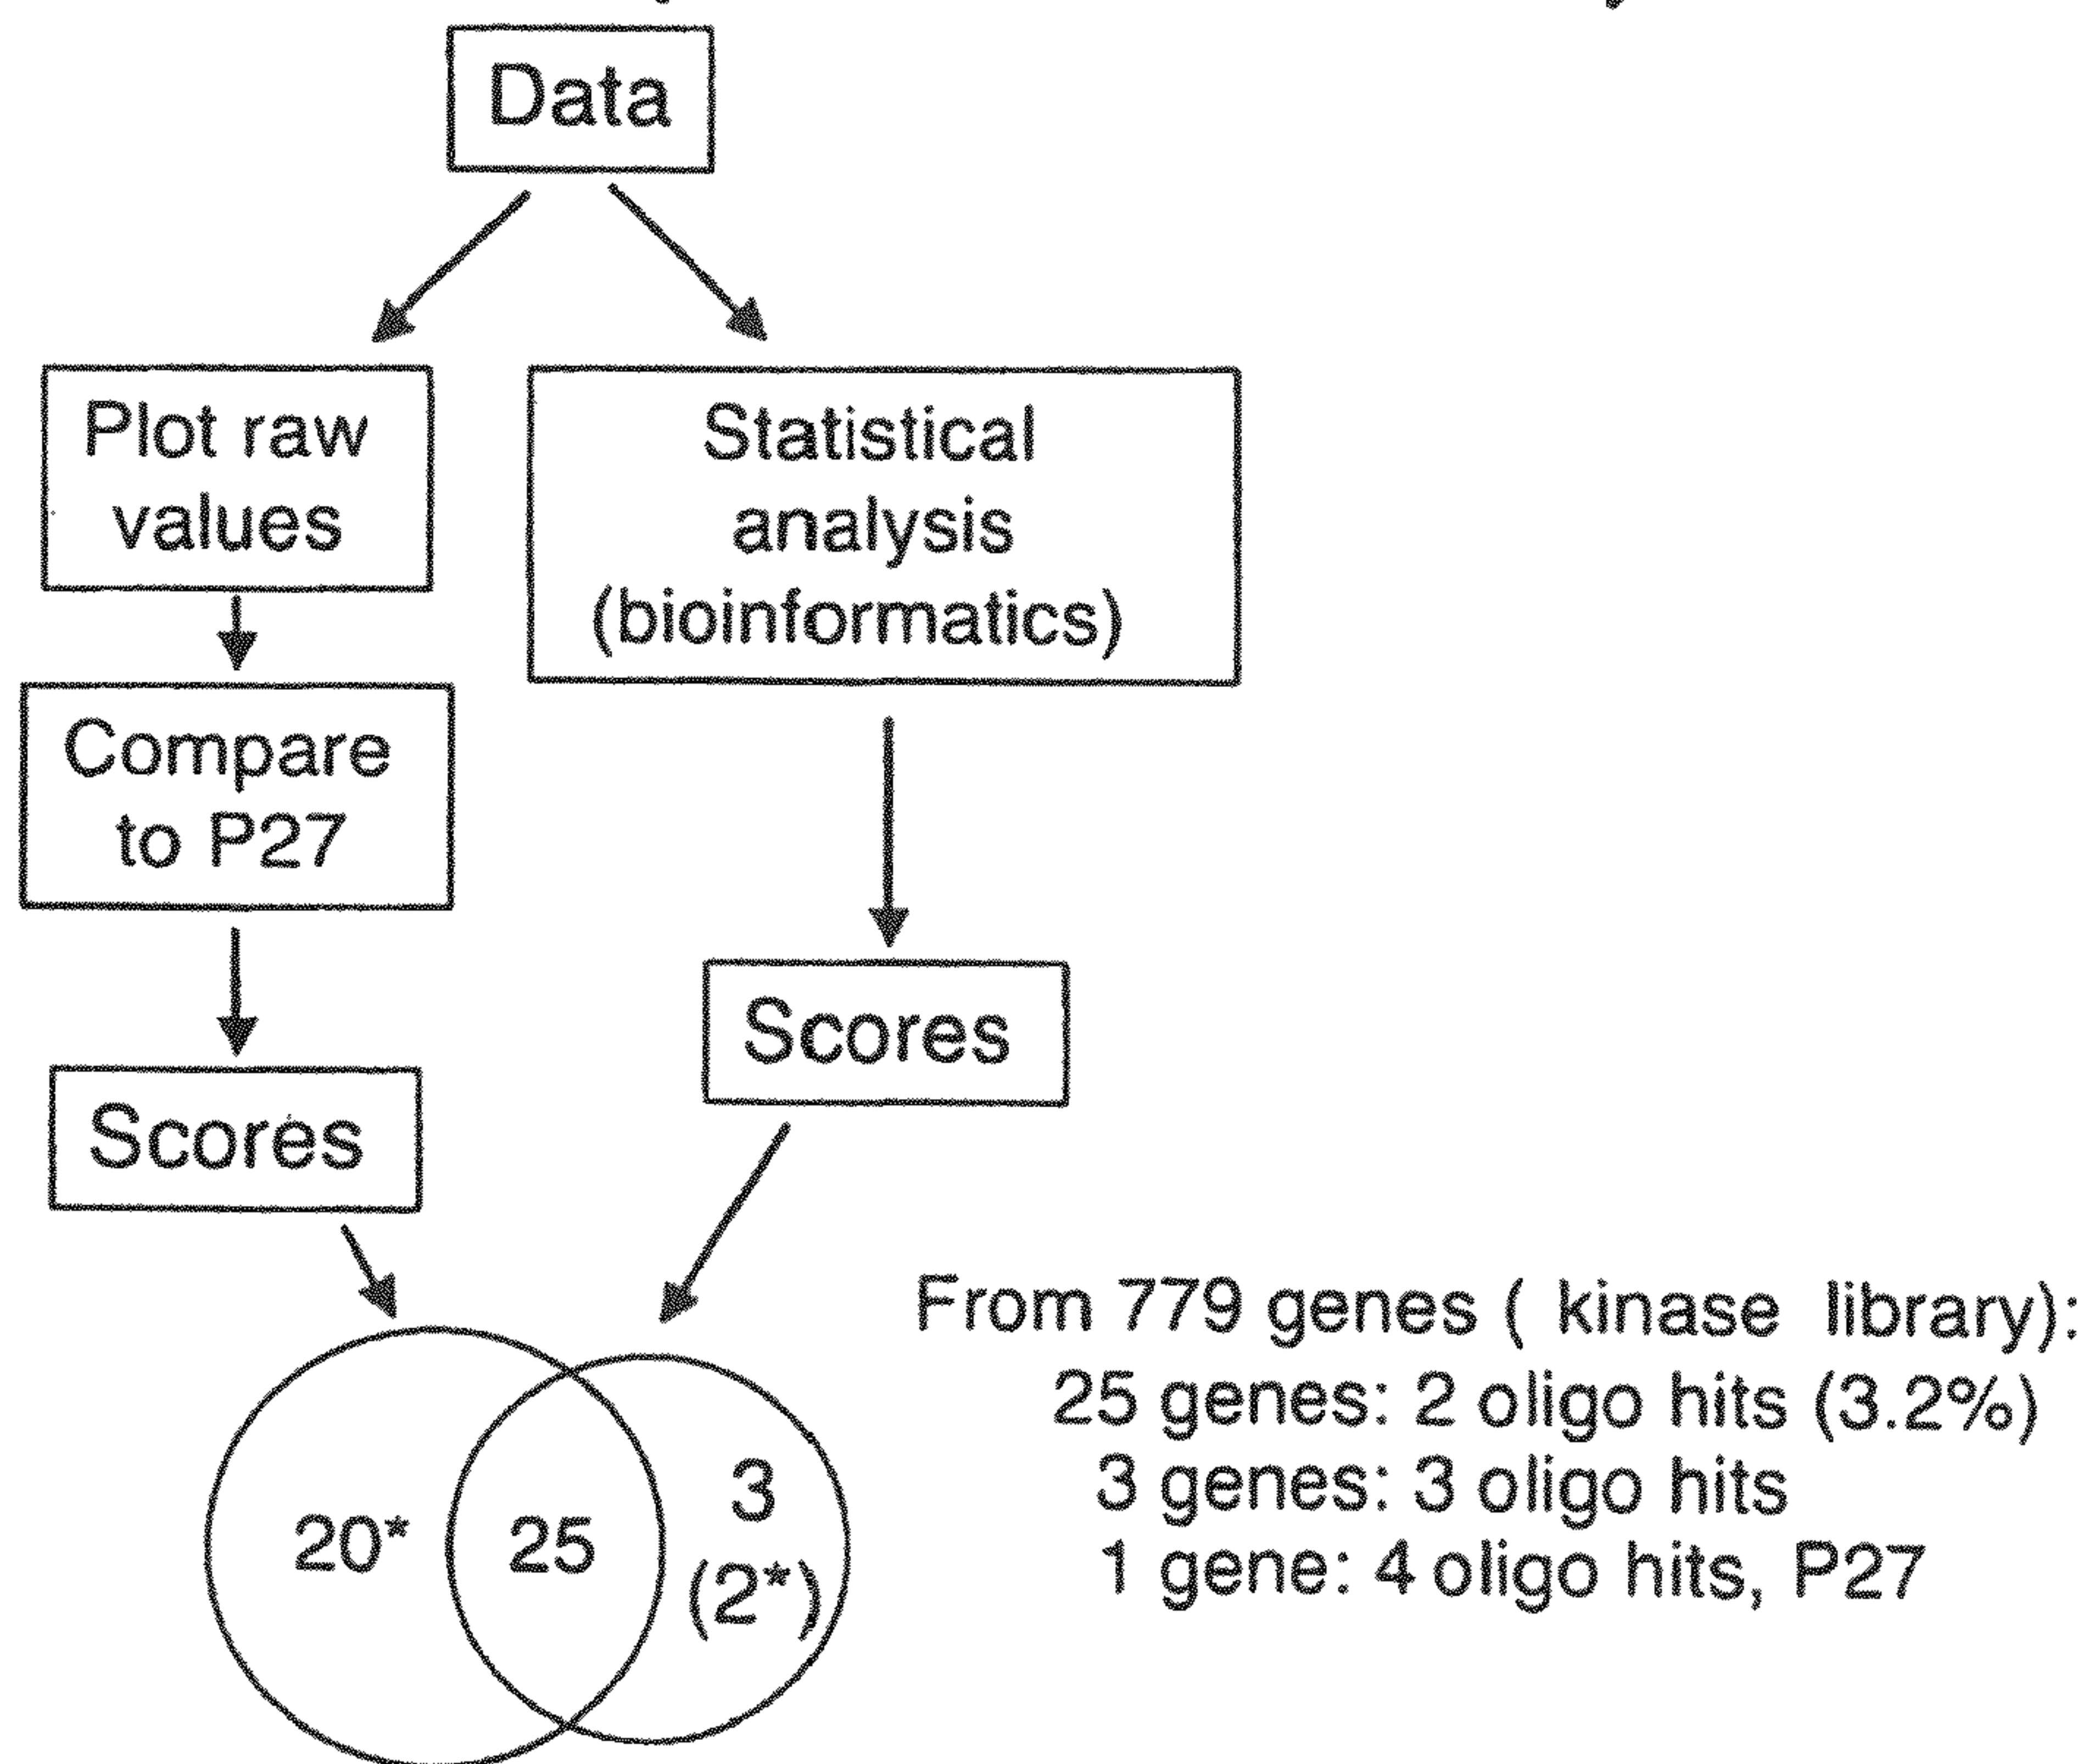 Data
Plot raw
values
Statistical
analysis
(bioinformatics)
Compare
to P27
Scores
Scores
From 779 genes ( kinase library):
25 genes: 2 oligo hits (3.2%)
3 genes: 3 oligo hits
1 gene: 4 oligo hits, P27
20*
25
3
(2*)